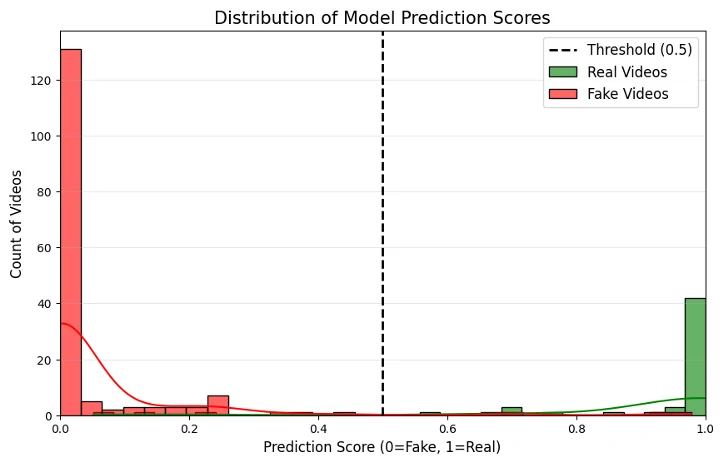 Distribution of Model Prediction Scores
Threshold (0.5)
Real Videos
Fake Videos
Count of Videos
120
100
80
60
40
20
0
0.0 0.2 0.4 0.6 0.8 1.0
Prediction Score (0=Fake, 1=Real)